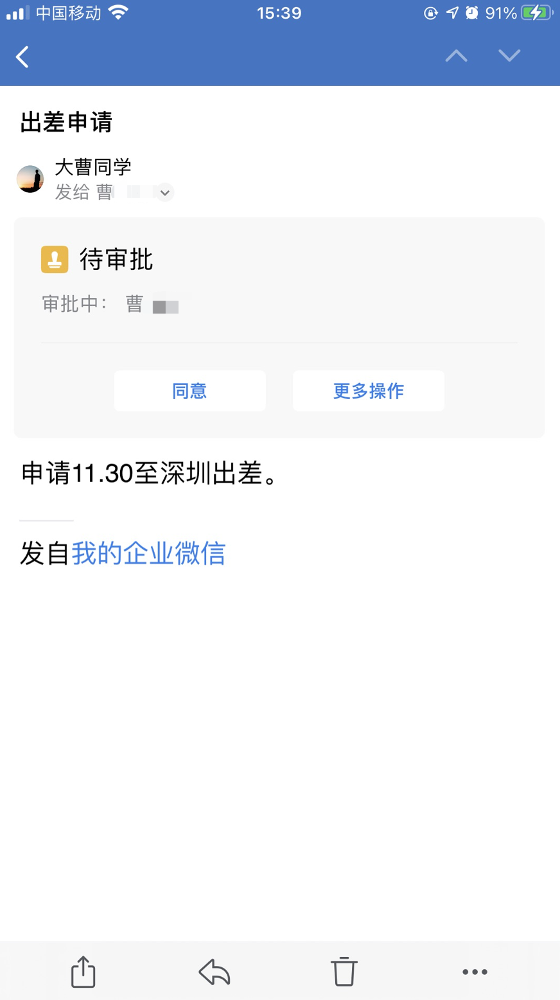 中国移动 15:39 91%
出差申请
大曹同学
发给 曹
待审批
审批中： 曹
同意 更多操作
申请11.30至深圳出差。
发自我的企业微信